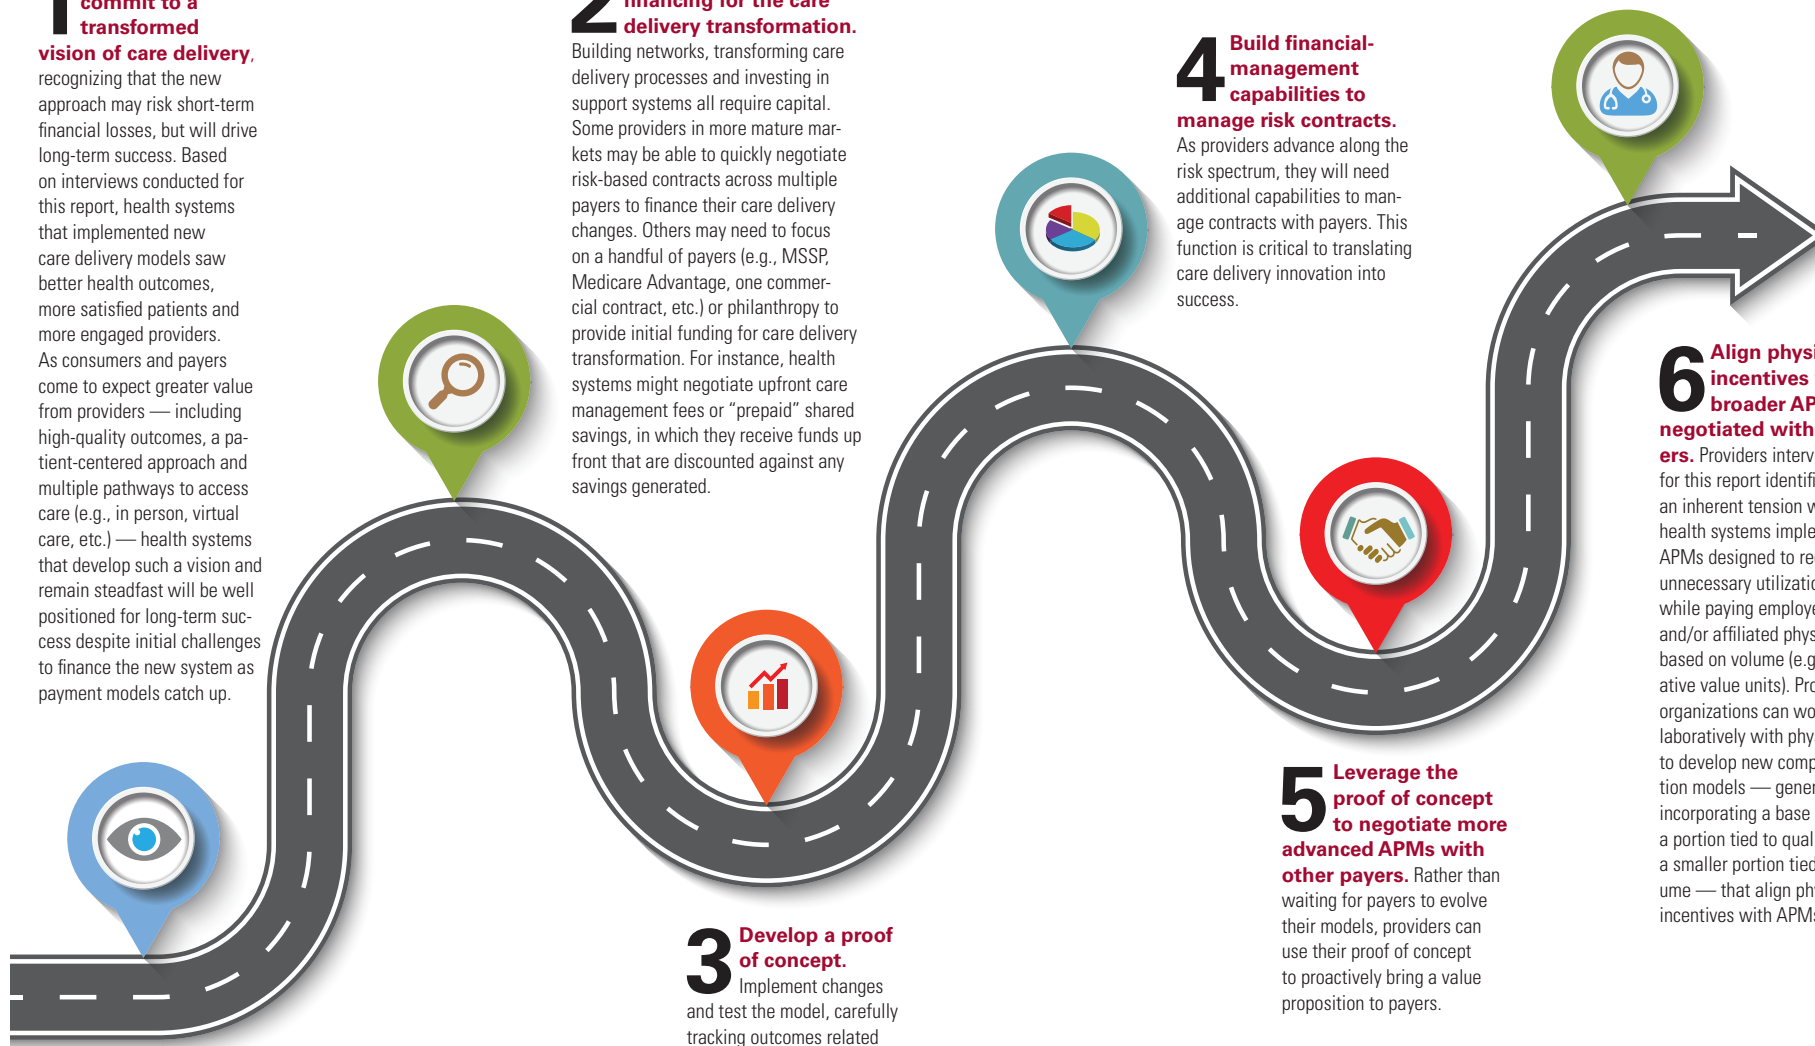 1 commit to a
transformed
vision of care delivery,
recognizing that the new
approach may risk short-term
financial losses, but will drive
long-term success. Based
on interviews conducted for
this report, health systems
that implemented new
care delivery models saw
better health outcomes,
more satisfied patients and
more engaged providers.
As consumers and payers
come to expect greater value
from providers — including
high-quality outcomes, a pa-
tient-centered approach and
multiple pathways to access
care (e.g., in person, virtual
care, etc.) — health systems
that develop such a vision and
remain steadfast will be well
positioned for long-term suc-
cess despite initial challenges
to finance the new system as
payment models catch up.
2 financing for the care
delivery transformation.
Building networks, transforming care
delivery processes and investing in
support systems all require capital.
Some providers in more mature mar-
kets may be able to quickly negotiate
risk-based contracts across multiple
payers to finance their care delivery
changes. Others may need to focus
on a handful of payers (e.g., MSSP,
Medicare Advantage, one commer-
cial contract, etc.) or philanthropy to
provide initial funding for care delivery
transformation. For instance, health
systems might negotiate upfront care
management fees or “prepaid” shared
savings, in which they receive funds up
front that are discounted against any
savings generated.
3 Develop a proof
of concept.
Implement changes
and test the model, carefully
tracking outcomes related
4 Build financial-
management
capabilities to
manage risk contracts.
As providers advance along the
risk spectrum, they will need
additional capabilities to man-
age contracts with payers. This
function is critical to translating
care delivery innovation into
success.
5 Leverage the
proof of concept
to negotiate more
advanced APMs with
other payers. Rather than
waiting for payers to evolve
their models, providers can
use their proof of concept
to proactively bring a value
proposition to payers.
6 Align physi
incentives
broader AP
negotiated with
ers. Providers interv
for this report identifi
an inherent tension w
health systems imple
APMs designed to re
unnecessary utilizatio
while paying employe
and/or affiliated phys
based on volume (e.g
ative value units). Pro
organizations can wo
laboratively with phy
to develop new comp
tion models — gener
incorporating a base
a portion tied to qual
a smaller portion tied
ume — that align phy
incentives with APMs